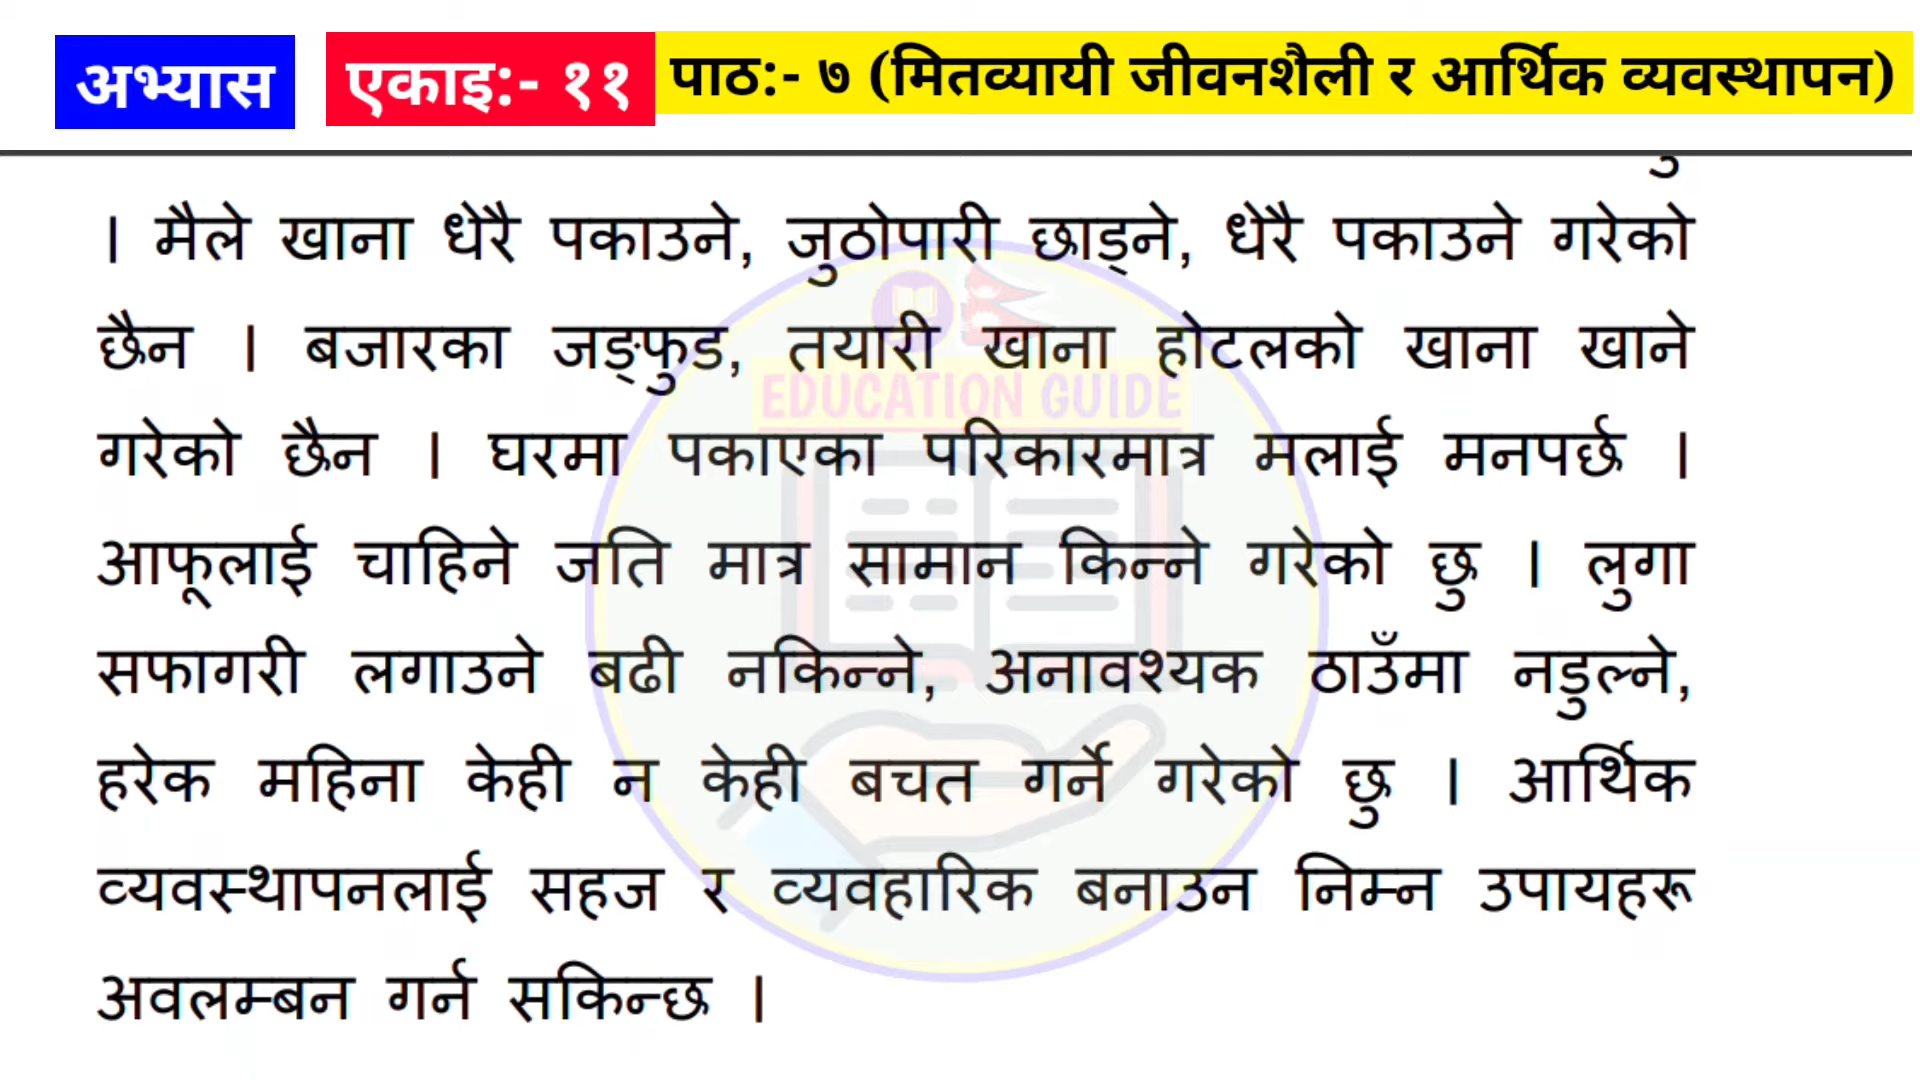 अभ्यास एकाइ:- ११ पाठ:- ७ (मितव्यायी जीवनशैली र आर्थिक व्यवस्थापन)
। मैले खाना धेरै पकाउने, जुठोपारी छाड्ने, धेरै पकाउने गरेको
छैन । बजारका जङ्फुड, तयारी खाना होटलको खाना खाने
गरेको छैन । घरमा पकाएका परिकारमात्र मलाई मनपर्छ ।
आफूलाई चाहिने जति मात्र सामान किन्ने गरेको छु । लुगा
सफागरी लगाउने बढी नकिन्ने, अनावश्यक ठाउँमा नडुल्ने,
हरेक महिना केही न केही बचत गर्ने गरेको छु । आर्थिक
व्यवस्थापनलाई सहज र व्यवहारिक बनाउन निम्न उपायहरू
अवलम्बन गर्न सकिन्छ ।
EDUCATION GUIDE